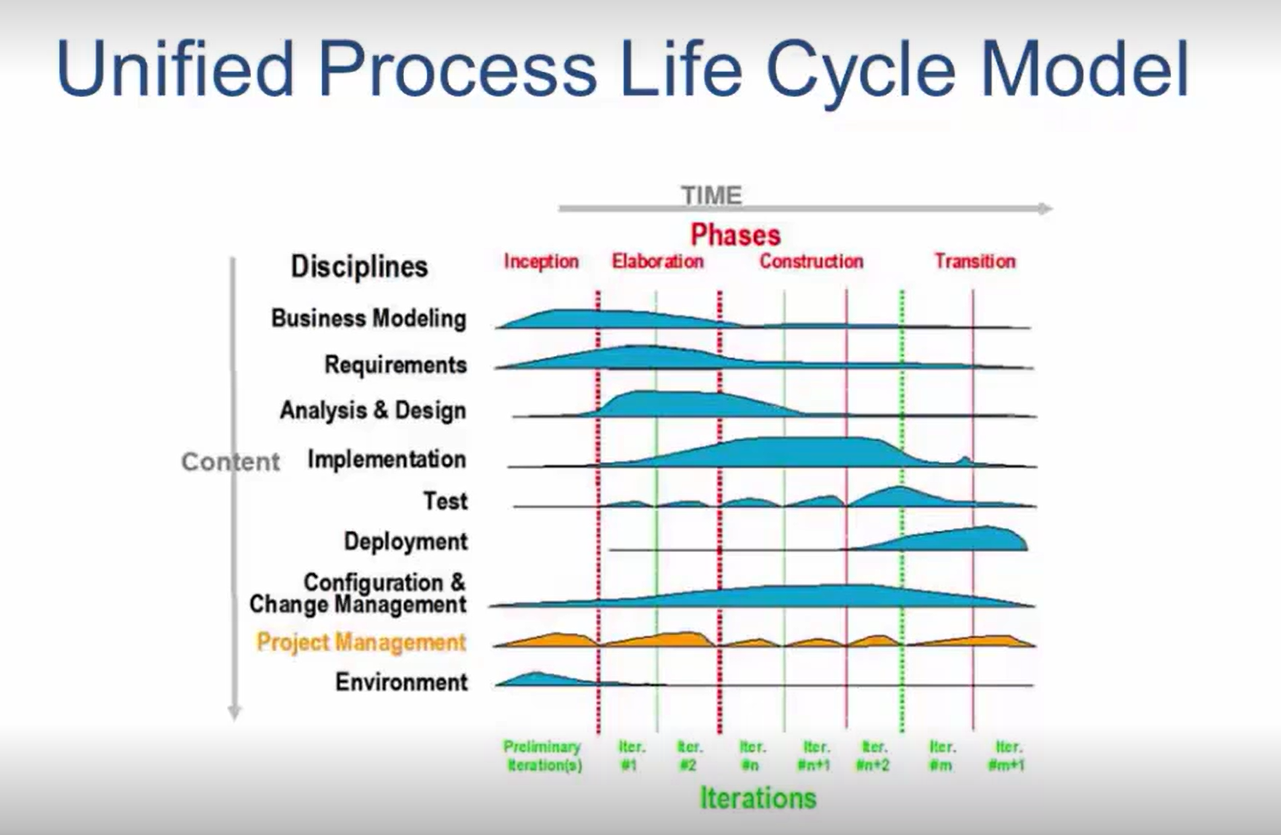 Unified Process Life Cycle Model
TIME
Phases
Disciplines
Inception Elaboration Construction Transition
Business Modeling
Requirements
Analysis & Design
Content
Implementation
Test
Deployment
Configuration &
Change Management
Project Management
Environment
Preliminary
Iteration(s)
Iter.
#1
Iter.
#2
Iter.
#n
Iter.
#n+1
Iter.
#n+2
Iter.
#m
Iter.
#m+1
Iterations